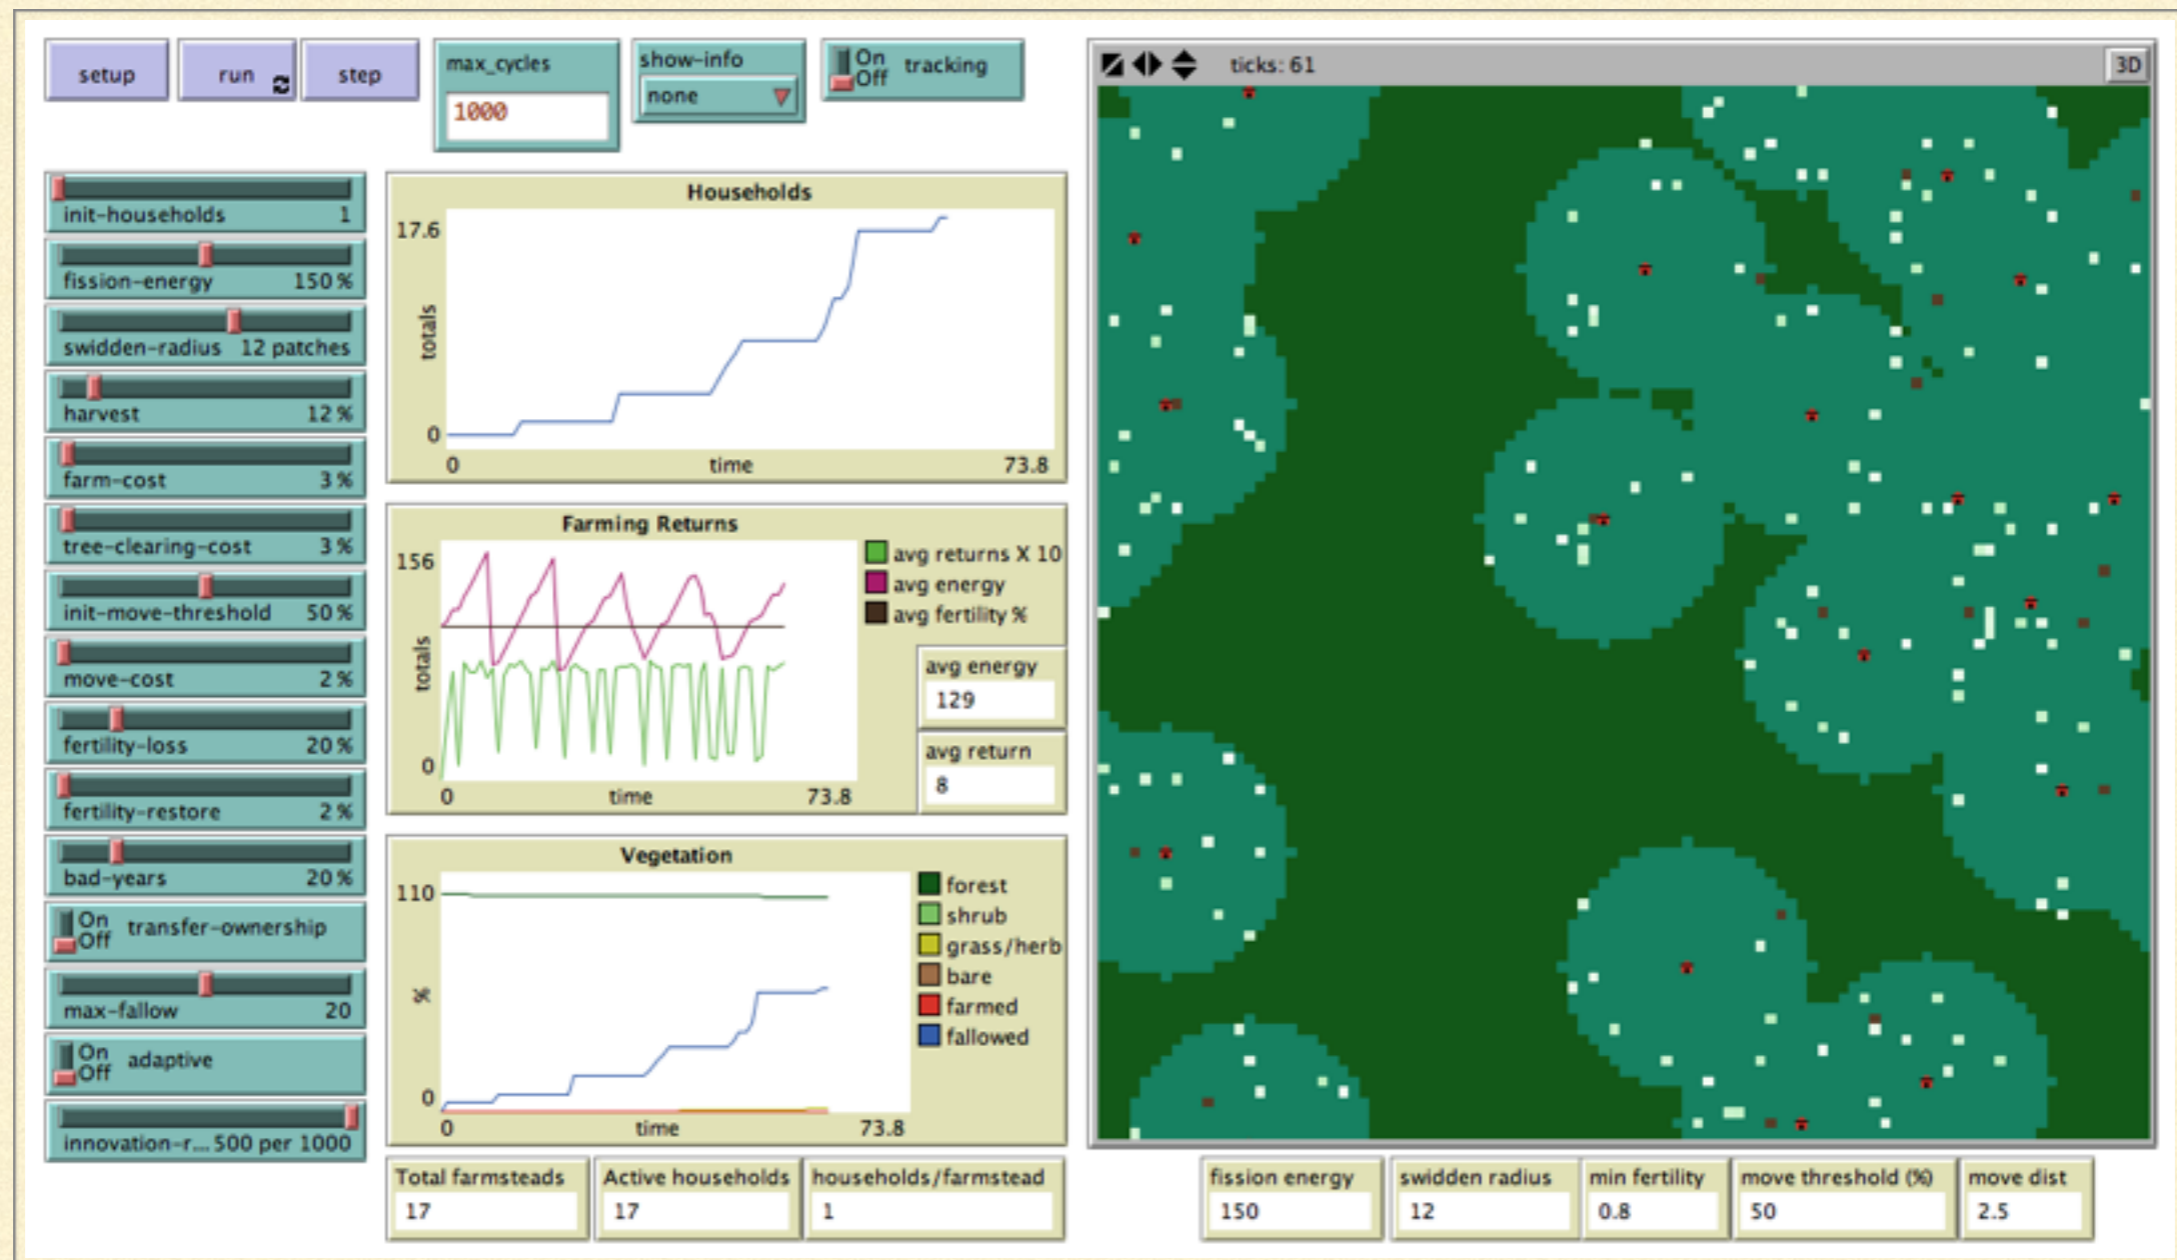 setup
run
step
max_cycles
1000
show-info
none
On
Off
tracking
ticks: 61
3D
init-households 1
fission-energy 150 %
swidden-radius 12 patches
harvest 12 %
farm-cost 3 %
tree-clearing-cost 3 %
init-move-threshold 50 %
move-cost 2 %
fertility-loss 20 %
fertility-restore 2 %
bad-years 20 %
On
Off
transfer-ownership
max-fallow 20
On
Off
adaptive
innovation-r... 500 per 1000
Households
17.6
totals
0
0 time 73.8
Farming Returns
156
totals
0
0 time 73.8
avg returns X 10
avg energy
avg fertility %
avg energy
129
avg return
8
Vegetation
110
%
0
0 time 73.8
forest
shrub
grass/herb
bare
farmed
fallowed
Total farmsteads
17
Active households
17
households/farmstead
1
fission energy
150
swidden radius
12
min fertility
0.8
move threshold (%)
50
move dist
2.5